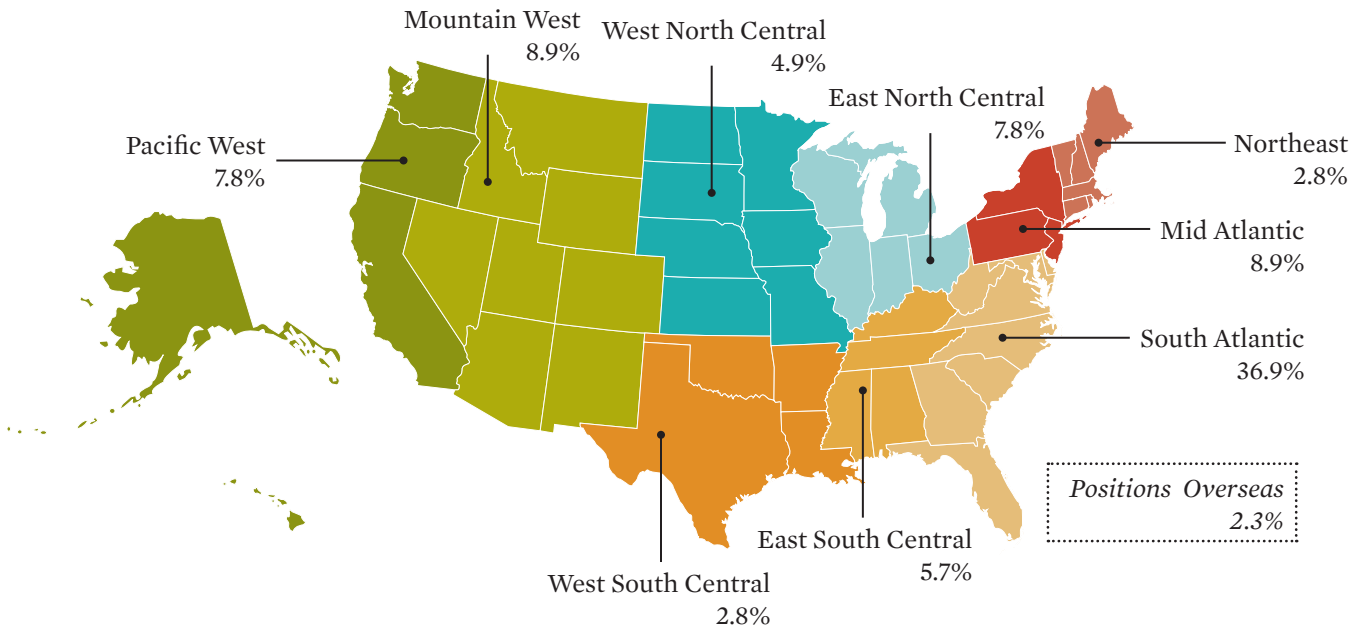 Mountain West
8.9%
West North Central
4.9%
East North Central
7.8%
Pacific West
7.8%
Northeast
2.8%
Mid Atlantic
8.9%
South Atlantic
36.9%
Positions Overseas
2.3%
East South Central
5.7%
West South Central
2.8%